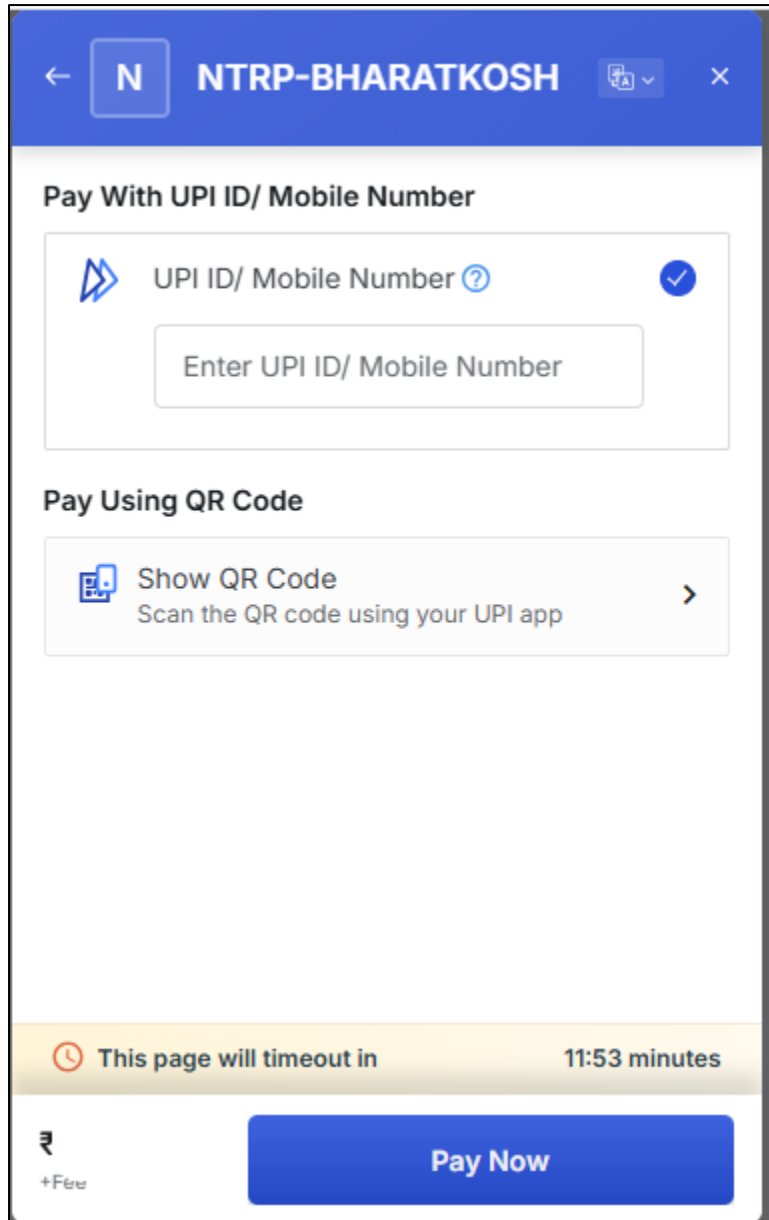 N NTRP-BHARATKOSH
Pay With UPI ID/ Mobile Number
UPI ID/ Mobile Number
Enter UPI ID/ Mobile Number
Pay Using QR Code
Show QR Code
Scan the QR code using your UPI app
This page will timeout in 11:53 minutes
₹ Pay Now
+Fee